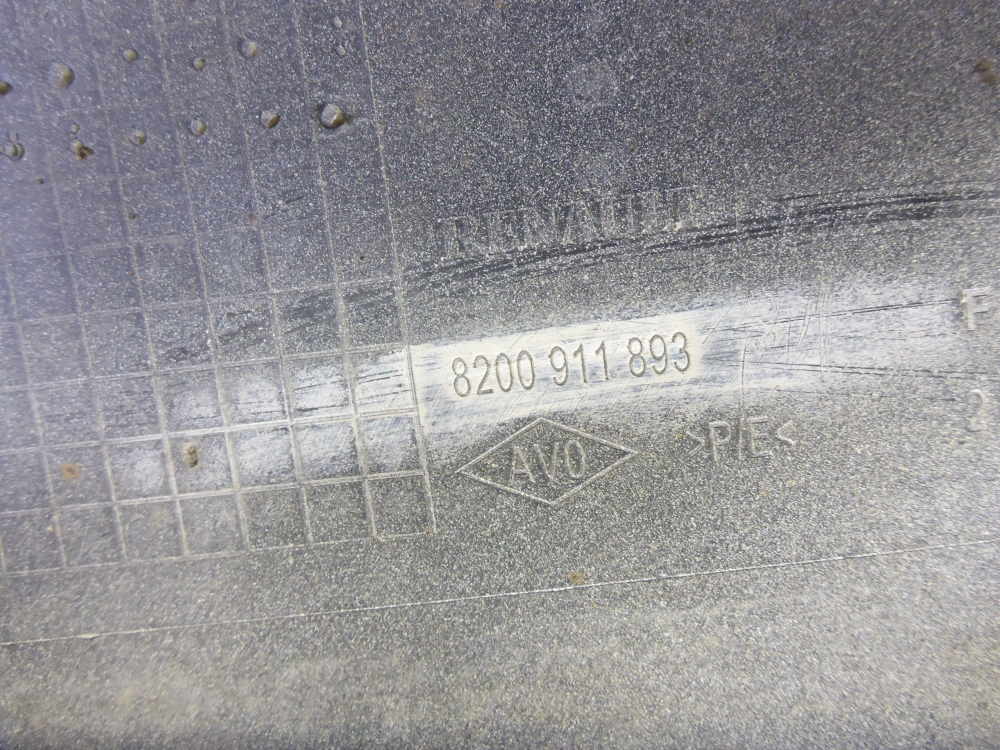 RENAULT
8200 911 893
F
AVO
>P/E<